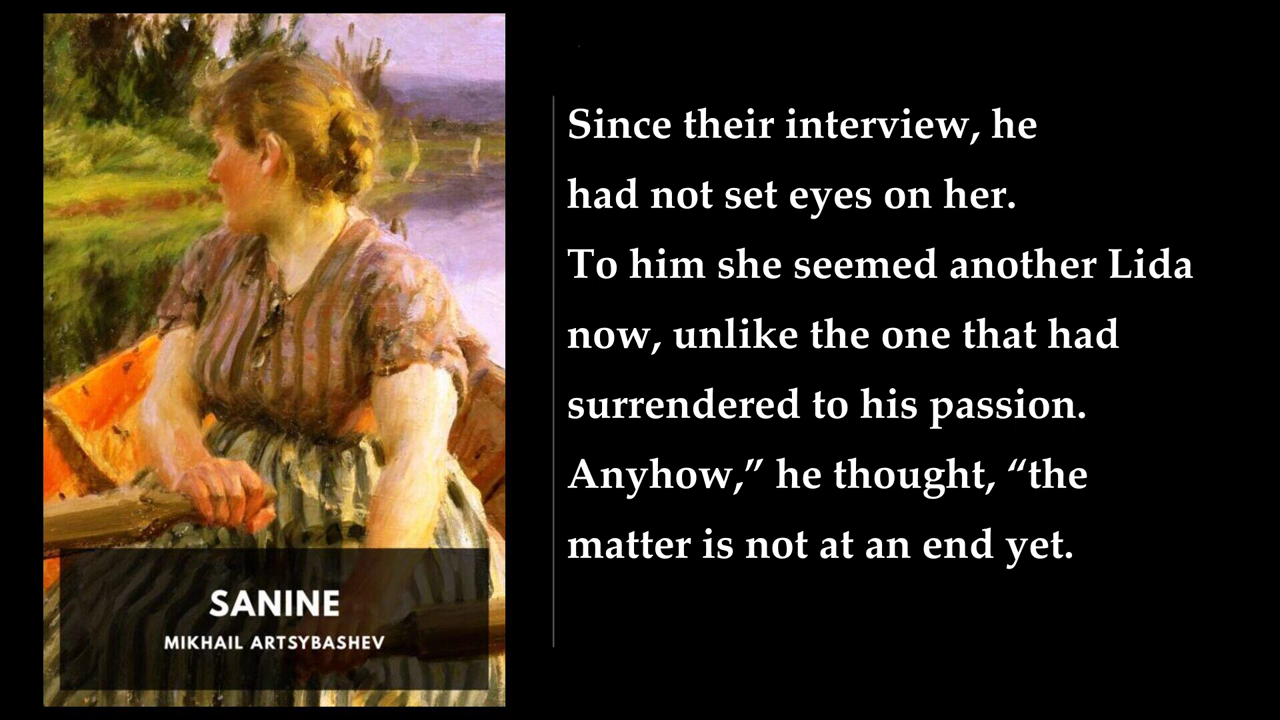 SANINE
MIKHAIL ARTSYBASHEV
Since their interview, he
had not set eyes on her.
To him she seemed another Lida
now, unlike the one that had
surrendered to his passion.
Anyhow,” he thought, “the
matter is not at an end yet.